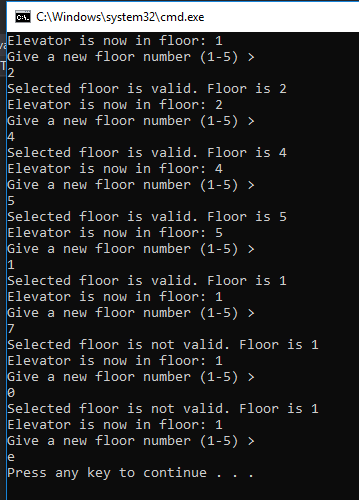 C:\Windows\system32\cmd.exe
Elevator is now in floor: 1
Give a new floor number (1-5) >
2
Selected floor is valid. Floor is 2
Elevator is now in floor: 2
Give a new floor number (1-5) >
4
Selected floor is valid. Floor is 4
Elevator is now in floor: 4
Give a new floor number (1-5) >
5
Selected floor is valid. Floor is 5
Elevator is now in floor: 5
Give a new floor number (1-5) >
1
Selected floor is valid. Floor is 1
Elevator is now in floor: 1
Give a new floor number (1-5) >
7
Selected floor is not valid. Floor is 1
Elevator is now in floor: 1
Give a new floor number (1-5) >
0
Selected floor is not valid. Floor is 1
Elevator is now in floor: 1
Give a new floor number (1-5) >
e
Press any key to continue . . .